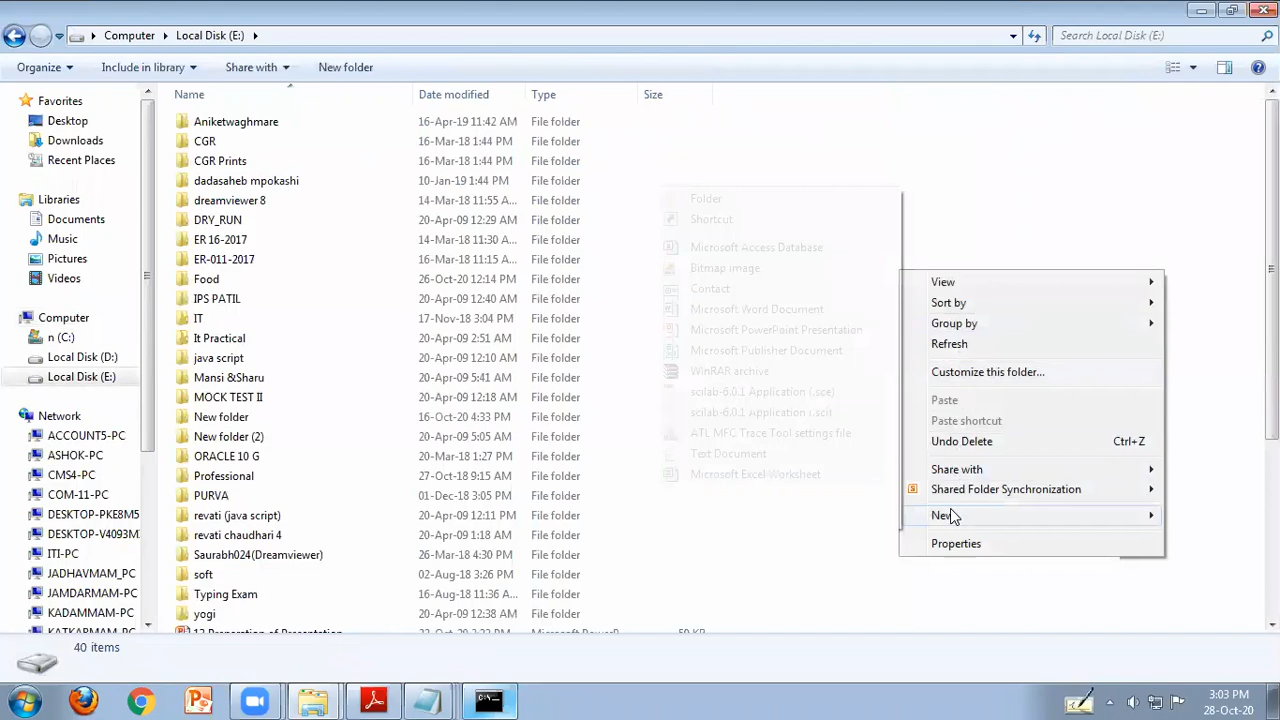 Computer Local Disk (E:) Search Local Disk (E:)
Organize Include in library Share with New folder
Favorites
Desktop
Downloads
Recent Places
Libraries
Documents
Music
Pictures
Videos
Computer
n (C:)
Local Disk (D:)
Local Disk (E:)
Network
ACCOUNT5-PC
ASHOK-PC
CMS4-PC
COM-11-PC
DESKTOP-PKE8M5
DESKTOP-WP4093M
ITI-PC
JADHAVMAM_PC
JAMDARMAM-PC
KADAMMAM-PC
KATKARMAM-PC
Name Date modified Type Size
Aniketwaghmare 16-Apr-19 11:42 AM File folder
CGR 16-Mar-18 1:44 PM File folder
CGR Prints 16-Mar-18 1:44 PM File folder
dadasaheb mpokashi 10-Jan-19 1:44 PM File folder
dreamviewer 8 14-Mar-18 11:55 A... File folder
DRY_RUN 20-Apr-09 12:29 AM File folder
ER 16-2017 14-Mar-18 11:30 A... File folder
ER-011-2017 16-Mar-18 11:15 A... File folder
Food 26-Oct-20 12:14 PM File folder
IPS PATIL 20-Apr-09 12:40 AM File folder
IT 17-Nov-18 3:04 PM File folder
It Practical 20-Apr-09 2:51 AM File folder
java script 20-Apr-09 12:10 AM File folder
Mansi &Sharu 20-Apr-09 5:41 AM File folder
MOCK TEST II 20-Apr-09 12:20 AM File folder
New folder 16-Oct-20 4:33 PM File folder
New folder (2) 20-Apr-09 5:05 AM File folder
ORACLE 10 G 20-Mar-18 1:27 PM File folder
Professional 27-Oct-18 9:15 AM File folder
PURVA 01-Dec-18 3:05 PM File folder
revati (java script) 20-Apr-09 12:11 PM File folder
revati chaudhari 4 20-Apr-09 1:18 AM File folder
Saurabh024(Dreamviewer) 26-Mar-18 4:30 PM File folder
soft 02-Aug-18 3:26 PM File folder
Typing Exam 16-Aug-18 11:36 A... File folder
yogi 20-Apr-09 12:38 AM File folder
Folder
Shortcut
Microsoft Access Database
Bitmap image
Contact
Microsoft Word Document
Microsoft PowerPoint Presentation
Microsoft Publisher Document
WinRAR archive
scilab-6.0.1 Application (.sce)
scilab-6.0.1 Application (.sci)
ATL MFC Trace Tool settings file
Text Document
Microsoft Excel Worksheet
View
Sort by
Group by
Refresh
Customize this folder...
Paste
Paste shortcut
Undo Delete Ctrl+Z
Share with
Shared Folder Synchronization
New
Properties
40 items
3:03 PM
28-Oct-20